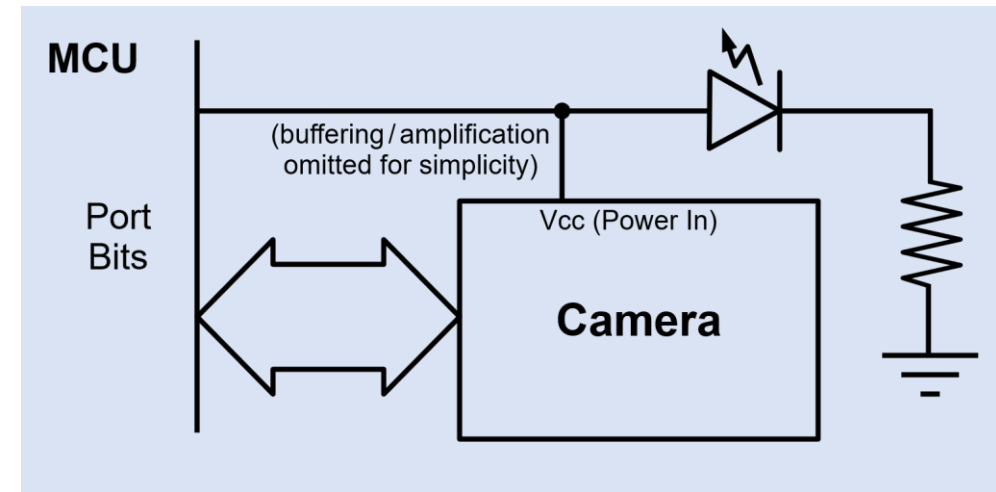 MCU
(buffering / amplification
omitted for simplicity)
Port
Bits
Vcc (Power In)
Camera